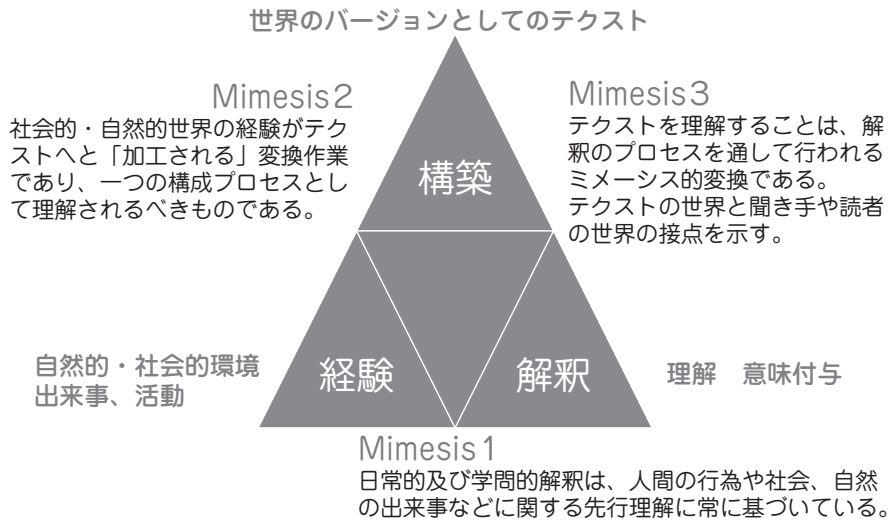 世界のバージョンとしてのテクスト
Mimesis2
社会的・自然的世界の経験がテク
ストへと「加工される」変換作業
であり、一つの構成プロセスとし
て理解されるべきものである。
Mimesis3
テクストを理解することは、解
釈のプロセスを通して行われる
ミメーシス的変換である。
テクストの世界と聞き手や読者
の世界の接点を示す。
構築
自然的・社会的環境
出来事、活動
経験
解釈
理解　意味付与
Mimesis1
日常的及び学問的解釈は、人間の行為や社会、自然
の出来事などに関する先行理解に常に基づいている。